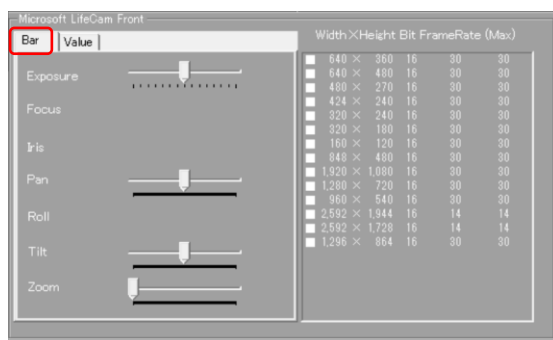 Microsoft LifeCam Front
Bar
Value
Exposure
Focus
Iris
Pan
Roll
Tilt
Zoom
Width×Height Bit FrameRate (Max)
640 × 360 16 30 30
640 × 480 16 30 30
480 × 270 16 30 30
424 × 240 16 30 30
320 × 240 16 30 30
320 × 180 16 30 30
160 × 120 16 30 30
848 × 480 16 30 30
1,920 × 1,080 16 30 30
1,280 × 720 16 30 30
960 × 540 16 30 30
2,592 × 1,944 16 14 14
2,592 × 1,728 16 14 14
1,296 × 864 16 30 30